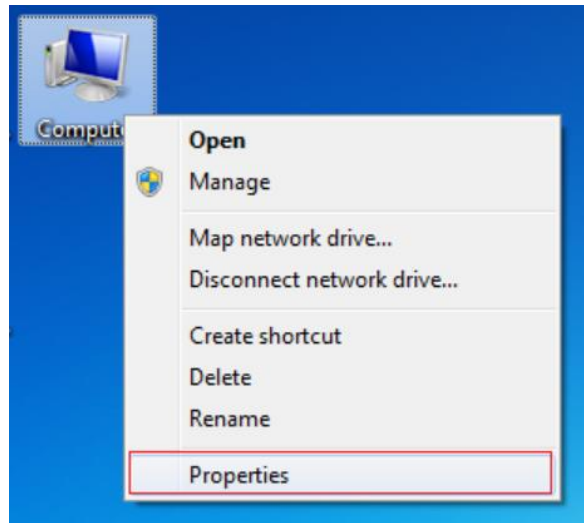 Open
Manage
Map network drive...
Disconnect network drive...
Create shortcut
Delete
Rename
Properties